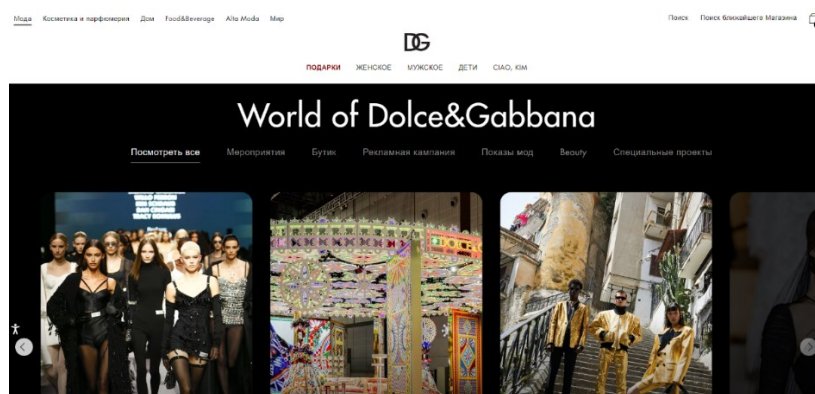 Мода Косметика и парфюмерия Дом Food&Beverage Alta Moda Мир
Поиск Поиск ближайшего Магазина
DG
ПОДАРКИ ЖЕНСКОЕ МУЖСКОЕ ДЕТИ CIAO, KIM
World of Dolce&Gabbana
Посмотреть все Мероприятия Бутик Рекламная кампания Показы мод Beauty Специальные проекты